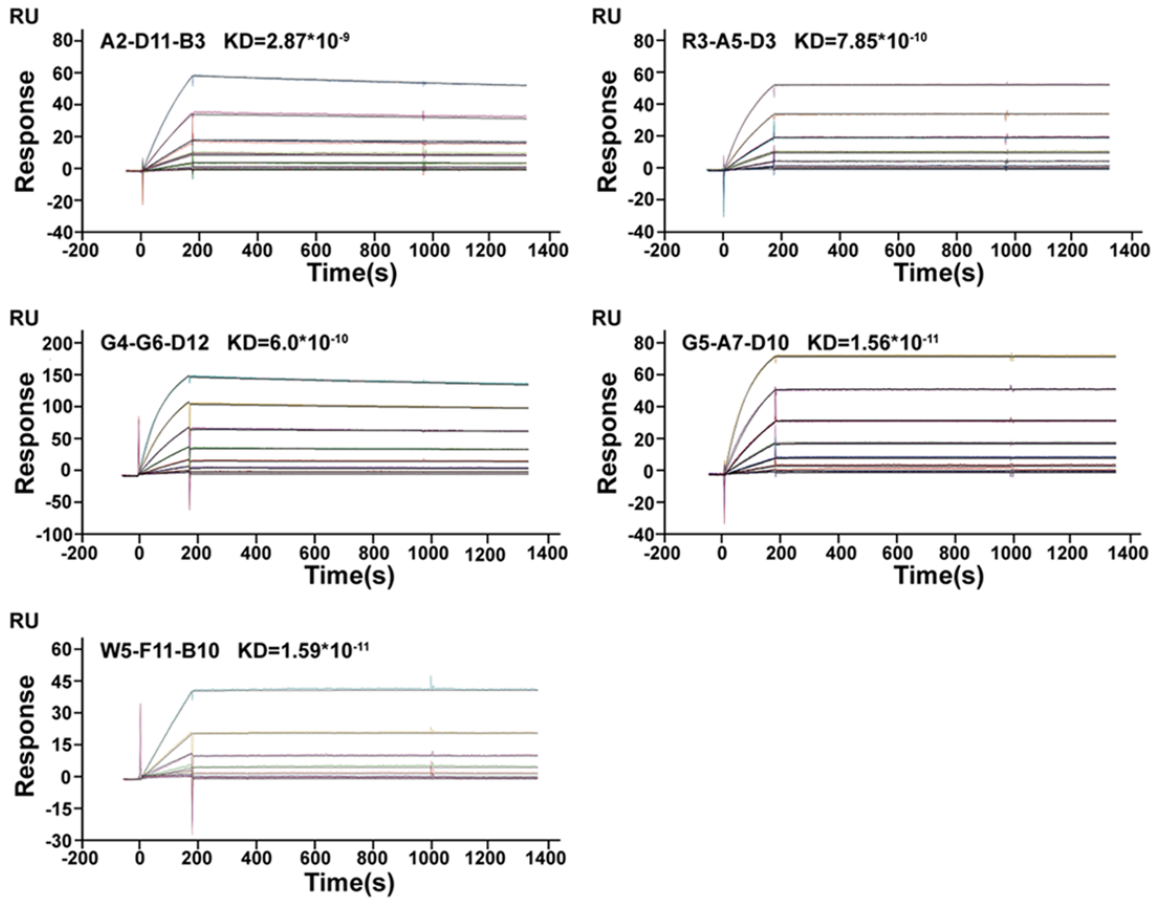 RU
A2-D11-B3 KD=2.87*10-9
Response
80
60
40
20
0
-20
-40
-200 0 200 400 600 800 1000 1200 1400
Time(s)
RU
R3-A5-D3 KD=7.85*10-10
Response
80
60
40
20
0
-20
-40
-200 0 200 400 600 800 1000 1200 1400
Time(s)
RU
G4-G6-D12 KD=6.0*10-10
Response
200
150
100
50
0
-50
-100
-200 0 200 400 600 800 1000 1200 1400
Time(s)
RU
G5-A7-D10 KD=1.56*10-11
Response
80
60
40
20
0
-20
-40
-200 0 200 400 600 800 1000 1200 1400
Time(s)
RU
W5-F11-B10 KD=1.59*10-11
Response
60
45
30
15
0
-15
-30
-200 0 200 400 600 800 1000 1200 1400
Time(s)